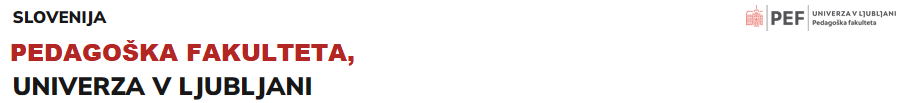 SLOVENIJA
PEDAGOŠKA FAKULTETA,
UNIVERZA V LJUBLJANI
PEF
UNIVERZA V LJUBLJANI
Pedagoška fakulteta